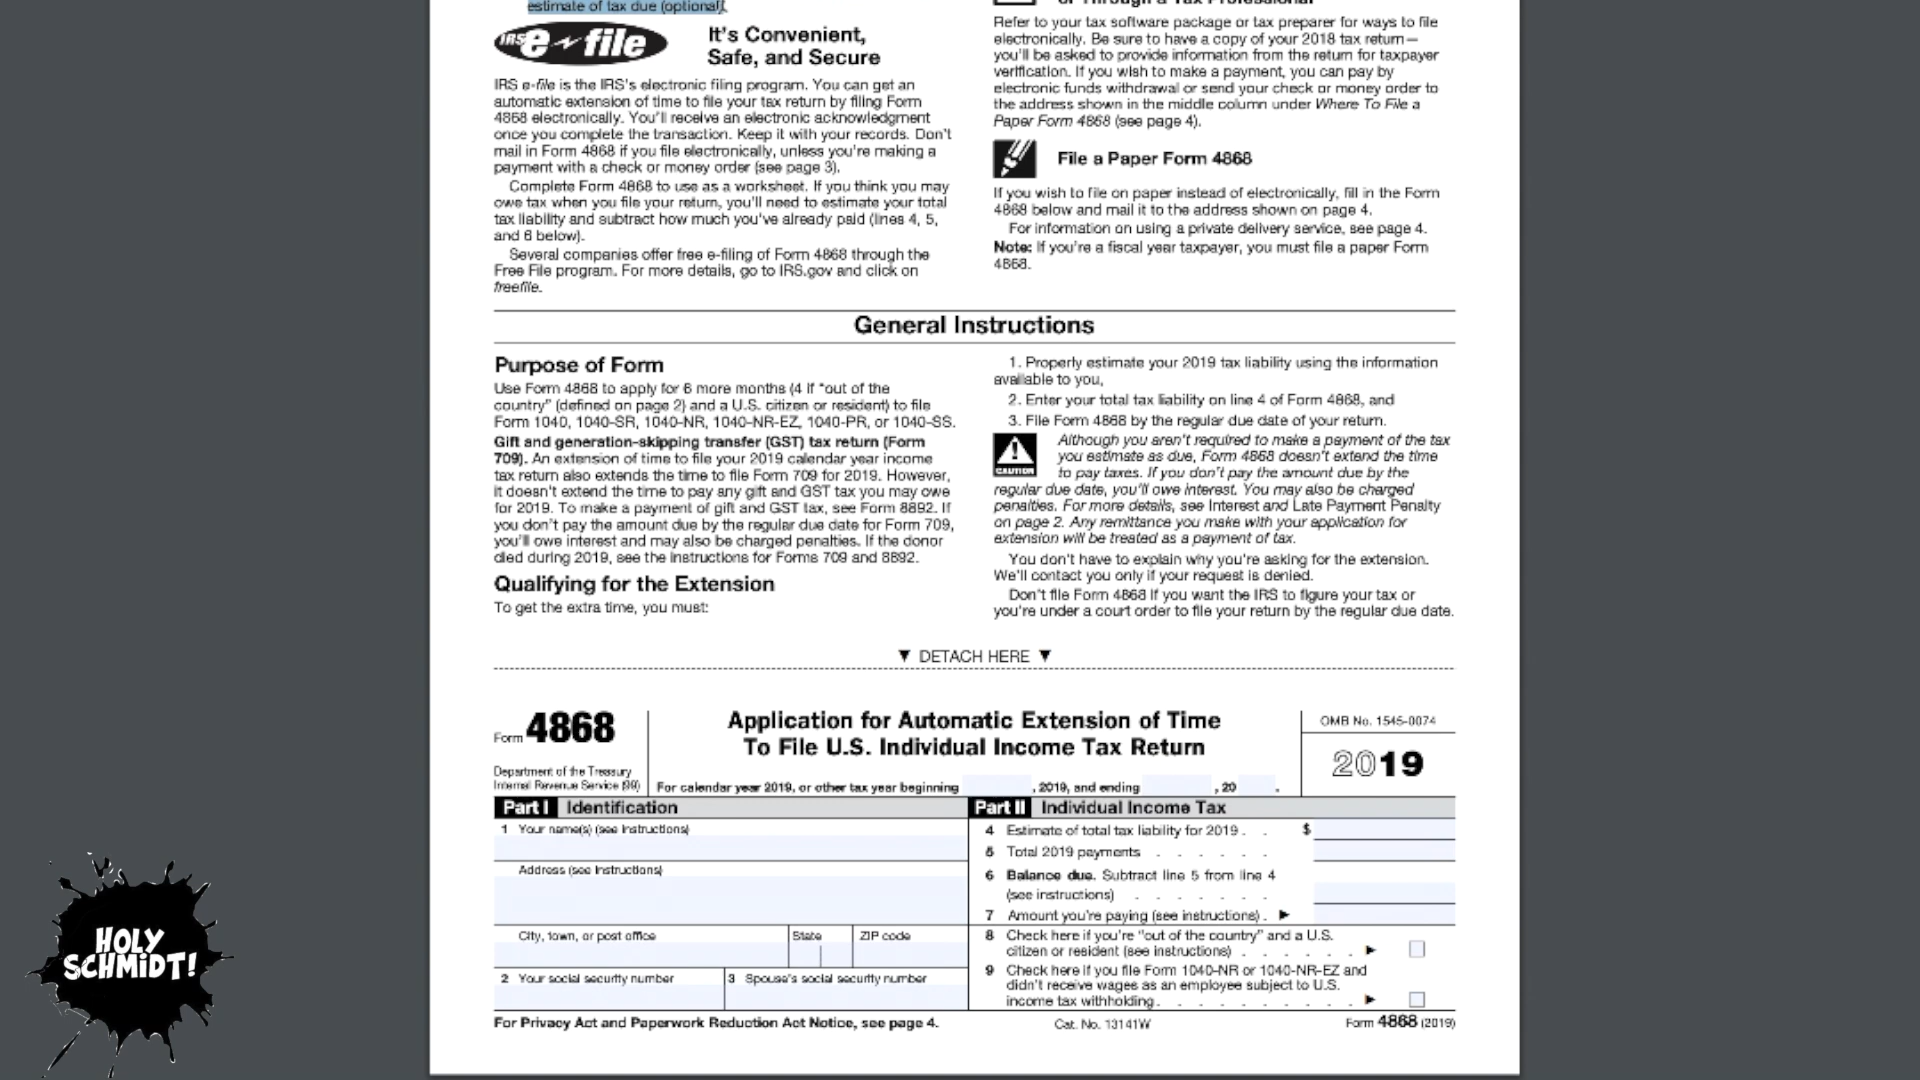 estimate of tax due (optional).
IRS e-file
It's Convenient,
Safe, and Secure
IRS e-file is the IRS's electronic filing program. You can get an
automatic extension of time to file your tax return by filing Form
4868 electronically. You'll receive an electronic acknowledgment
once you complete the transaction. Keep it with your records. Don't
mail in Form 4868 if you file electronically, unless you're making a
payment with a check or money order (see page 3).
Complete Form 4868 to use as a worksheet. If you think you may
owe tax when you file your return, you'll need to estimate your total
tax liability and subtract how much you've already paid (lines 4, 5,
and 6 below).
Several companies offer free e-filing of Form 4868 through the
Free File program. For more details, go to IRS.gov and click on
freefile.
or Through a Tax Professional
Refer to your tax software package or tax preparer for ways to file
electronically. Be sure to have a copy of your 2018 tax return—
you'll be asked to provide information from the return for taxpayer
verification. If you wish to make a payment, you can pay by
electronic funds withdrawal or send your check or money order to
the address shown in the middle column under Where To File a
Paper Form 4868 (see page 4).
File a Paper Form 4868
If you wish to file on paper instead of electronically, fill in the Form
4868 below and mail it to the address shown on page 4.
For information on using a private delivery service, see page 4.
Note: If you're a fiscal year taxpayer, you must file a paper Form
4868.
General Instructions
Purpose of Form
Use Form 4868 to apply for 6 more months (4 if "out of the
country" (defined on page 2) and a U.S. citizen or resident) to file
Form 1040, 1040-SR, 1040-NR, 1040-NR-EZ, 1040-PR, or 1040-SS.
Gift and generation-skipping transfer (GST) tax return (Form
709). An extension of time to file your 2019 calendar year income
tax return also extends the time to file Form 709 for 2019. However,
it doesn't extend the time to pay any gift and GST tax you may owe
for 2019. To make a payment of gift and GST tax, see Form 8892. If
you don't pay the amount due by the regular due date for Form 709,
you'll owe interest and may also be charged penalties. If the donor
died during 2019, see the instructions for Forms 709 and 8892.
Qualifying for the Extension
To get the extra time, you must:
1. Properly estimate your 2019 tax liability using the information
available to you,
2. Enter your total tax liability on line 4 of Form 4868, and
3. File Form 4868 by the regular due date of your return.
CAUTION
Although you aren't required to make a payment of the tax
you estimate as due, Form 4868 doesn't extend the time
to pay taxes. If you don't pay the amount due by the
regular due date, you'll owe interest. You may also be charged
penalties. For more details, see Interest and Late Payment Penalty
on page 2. Any remittance you make with your application for
extension will be treated as a payment of tax.
You don't have to explain why you're asking for the extension.
We'll contact you only if your request is denied.
Don't file Form 4868 if you want the IRS to figure your tax or
you're under a court order to file your return by the regular due date.
▼ DETACH HERE ▼
Form 4868
Department of the Treasury
Internal Revenue Service (99)
Application for Automatic Extension of Time
To File U.S. Individual Income Tax Return
For calendar year 2019, or other tax year beginning , 2019, and ending , 20 .
OMB No. 1545-0074
2019
Part I Identification
1 Your name(s) (see instructions)
Address (see instructions)
City, town, or post office State ZIP code
2 Your social security number 3 Spouse's social security number
Part II Individual Income Tax
4 Estimate of total tax liability for 2019 . . $
5 Total 2019 payments . . . . . .
6 Balance due. Subtract line 5 from line 4
(see instructions) . . . . . . .
7 Amount you're paying (see instructions) . ▶
8 Check here if you're "out of the country" and a U.S.
citizen or resident (see instructions) . . . . . . ▶
9 Check here if you file Form 1040-NR or 1040-NR-EZ and
didn't receive wages as an employee subject to U.S.
income tax withholding . . . . . . . . . ▶
For Privacy Act and Paperwork Reduction Act Notice, see page 4. Cat. No. 13141W Form 4868 (2019)
HOLY
SCHMIDT!